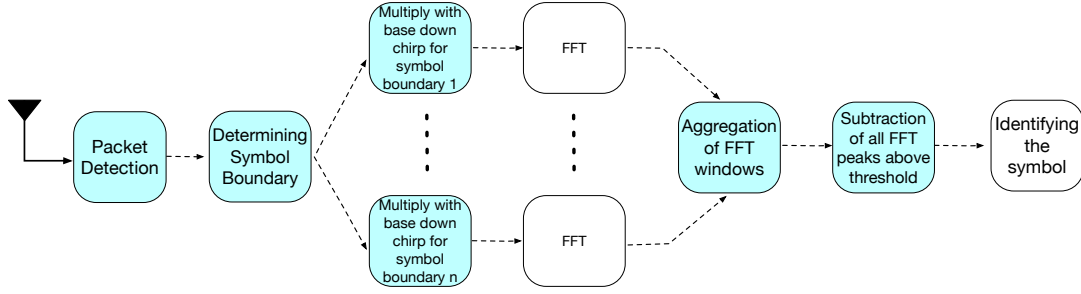 Packet
Detection
Determining
Symbol
Boundary
Multiply with
base down
chirp for
symbol
boundary 1
FFT
Multiply with
base down
chirp for
symbol
boundary n
FFT
Aggregation
of FFT
windows
Subtraction
of all FFT
peaks above
threshold
Identifying
the
symbol